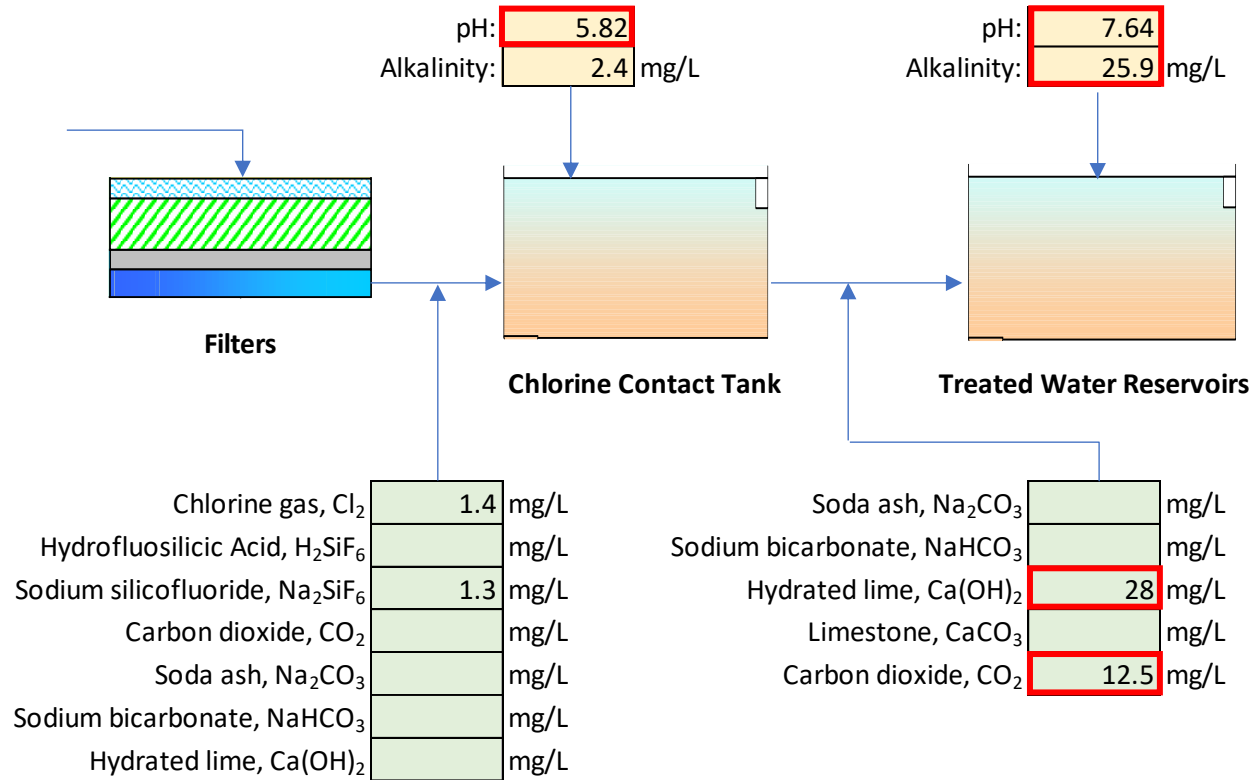 pH: 5.82
Alkalinity: 2.4 mg/L
pH: 7.64
Alkalinity: 25.9 mg/L
Filters
Chlorine Contact Tank
Treated Water Reservoirs
Chlorine gas, Cl₂ 1.4 mg/L
Hydrofluosilicic Acid, H₂SiF₆ mg/L
Sodium silicofluoride, Na₂SiF₆ 1.3 mg/L
Carbon dioxide, CO₂ mg/L
Soda ash, Na₂CO₃ mg/L
Sodium bicarbonate, NaHCO₃ mg/L
Hydrated lime, Ca(OH)₂ mg/L
Soda ash, Na₂CO₃ mg/L
Sodium bicarbonate, NaHCO₃ mg/L
Hydrated lime, Ca(OH)₂ 28 mg/L
Limestone, CaCO₃ mg/L
Carbon dioxide, CO₂ 12.5 mg/L